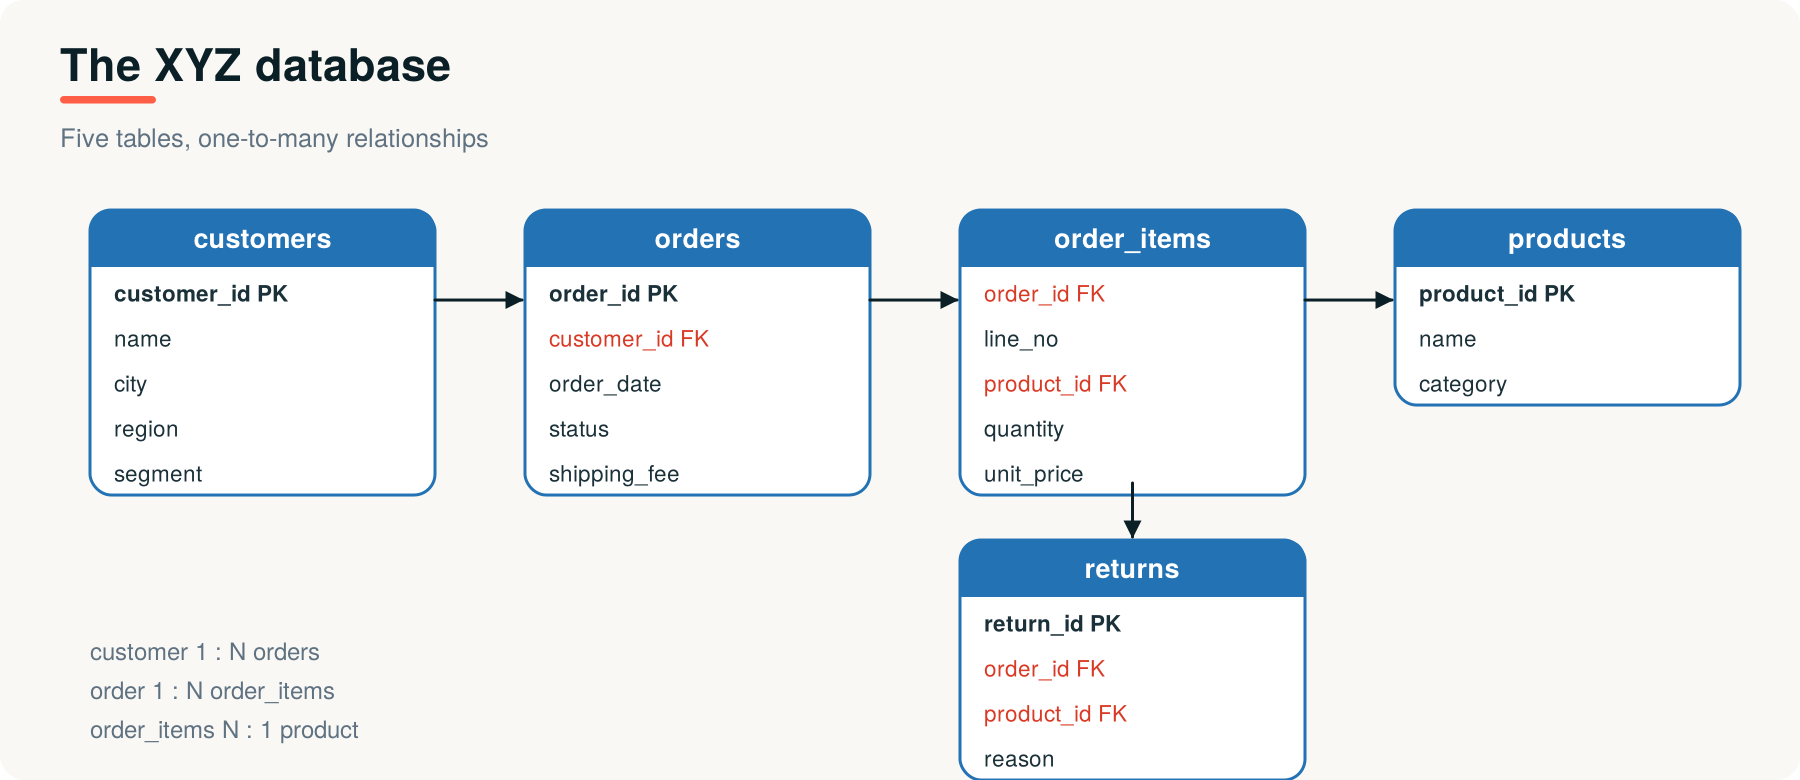 The XYZ database
Five tables, one-to-many relationships
customers
customer_id PK
name
city
region
segment
orders
order_id PK
customer_id FK
order_date
status
shipping_fee
order_items
order_id FK
line_no
product_id FK
quantity
unit_price
products
product_id PK
name
category
returns
return_id PK
order_id FK
product_id FK
reason
customer 1 : N orders
order 1 : N order_items
order_items N : 1 product